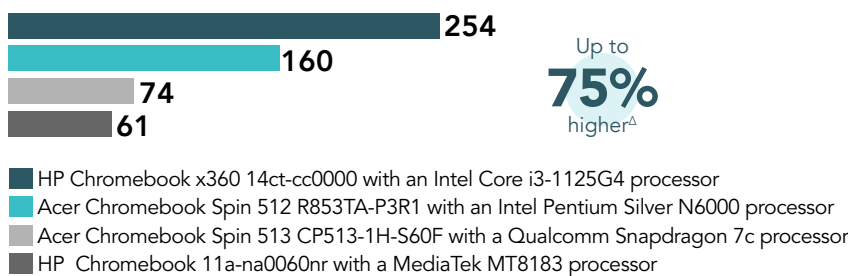 254
160
74
61
Up to
75%
higherΔ
HP Chromebook x360 14ct-cc0000 with an Intel Core i3-1125G4 processor
Acer Chromebook Spin 512 R853TA-P3R1 with an Intel Pentium Silver N6000 processor
Acer Chromebook Spin 513 CP513-1H-S60F with a Qualcomm Snapdragon 7c processor
HP Chromebook 11a-na0060nr with a MediaTek MT8183 processor